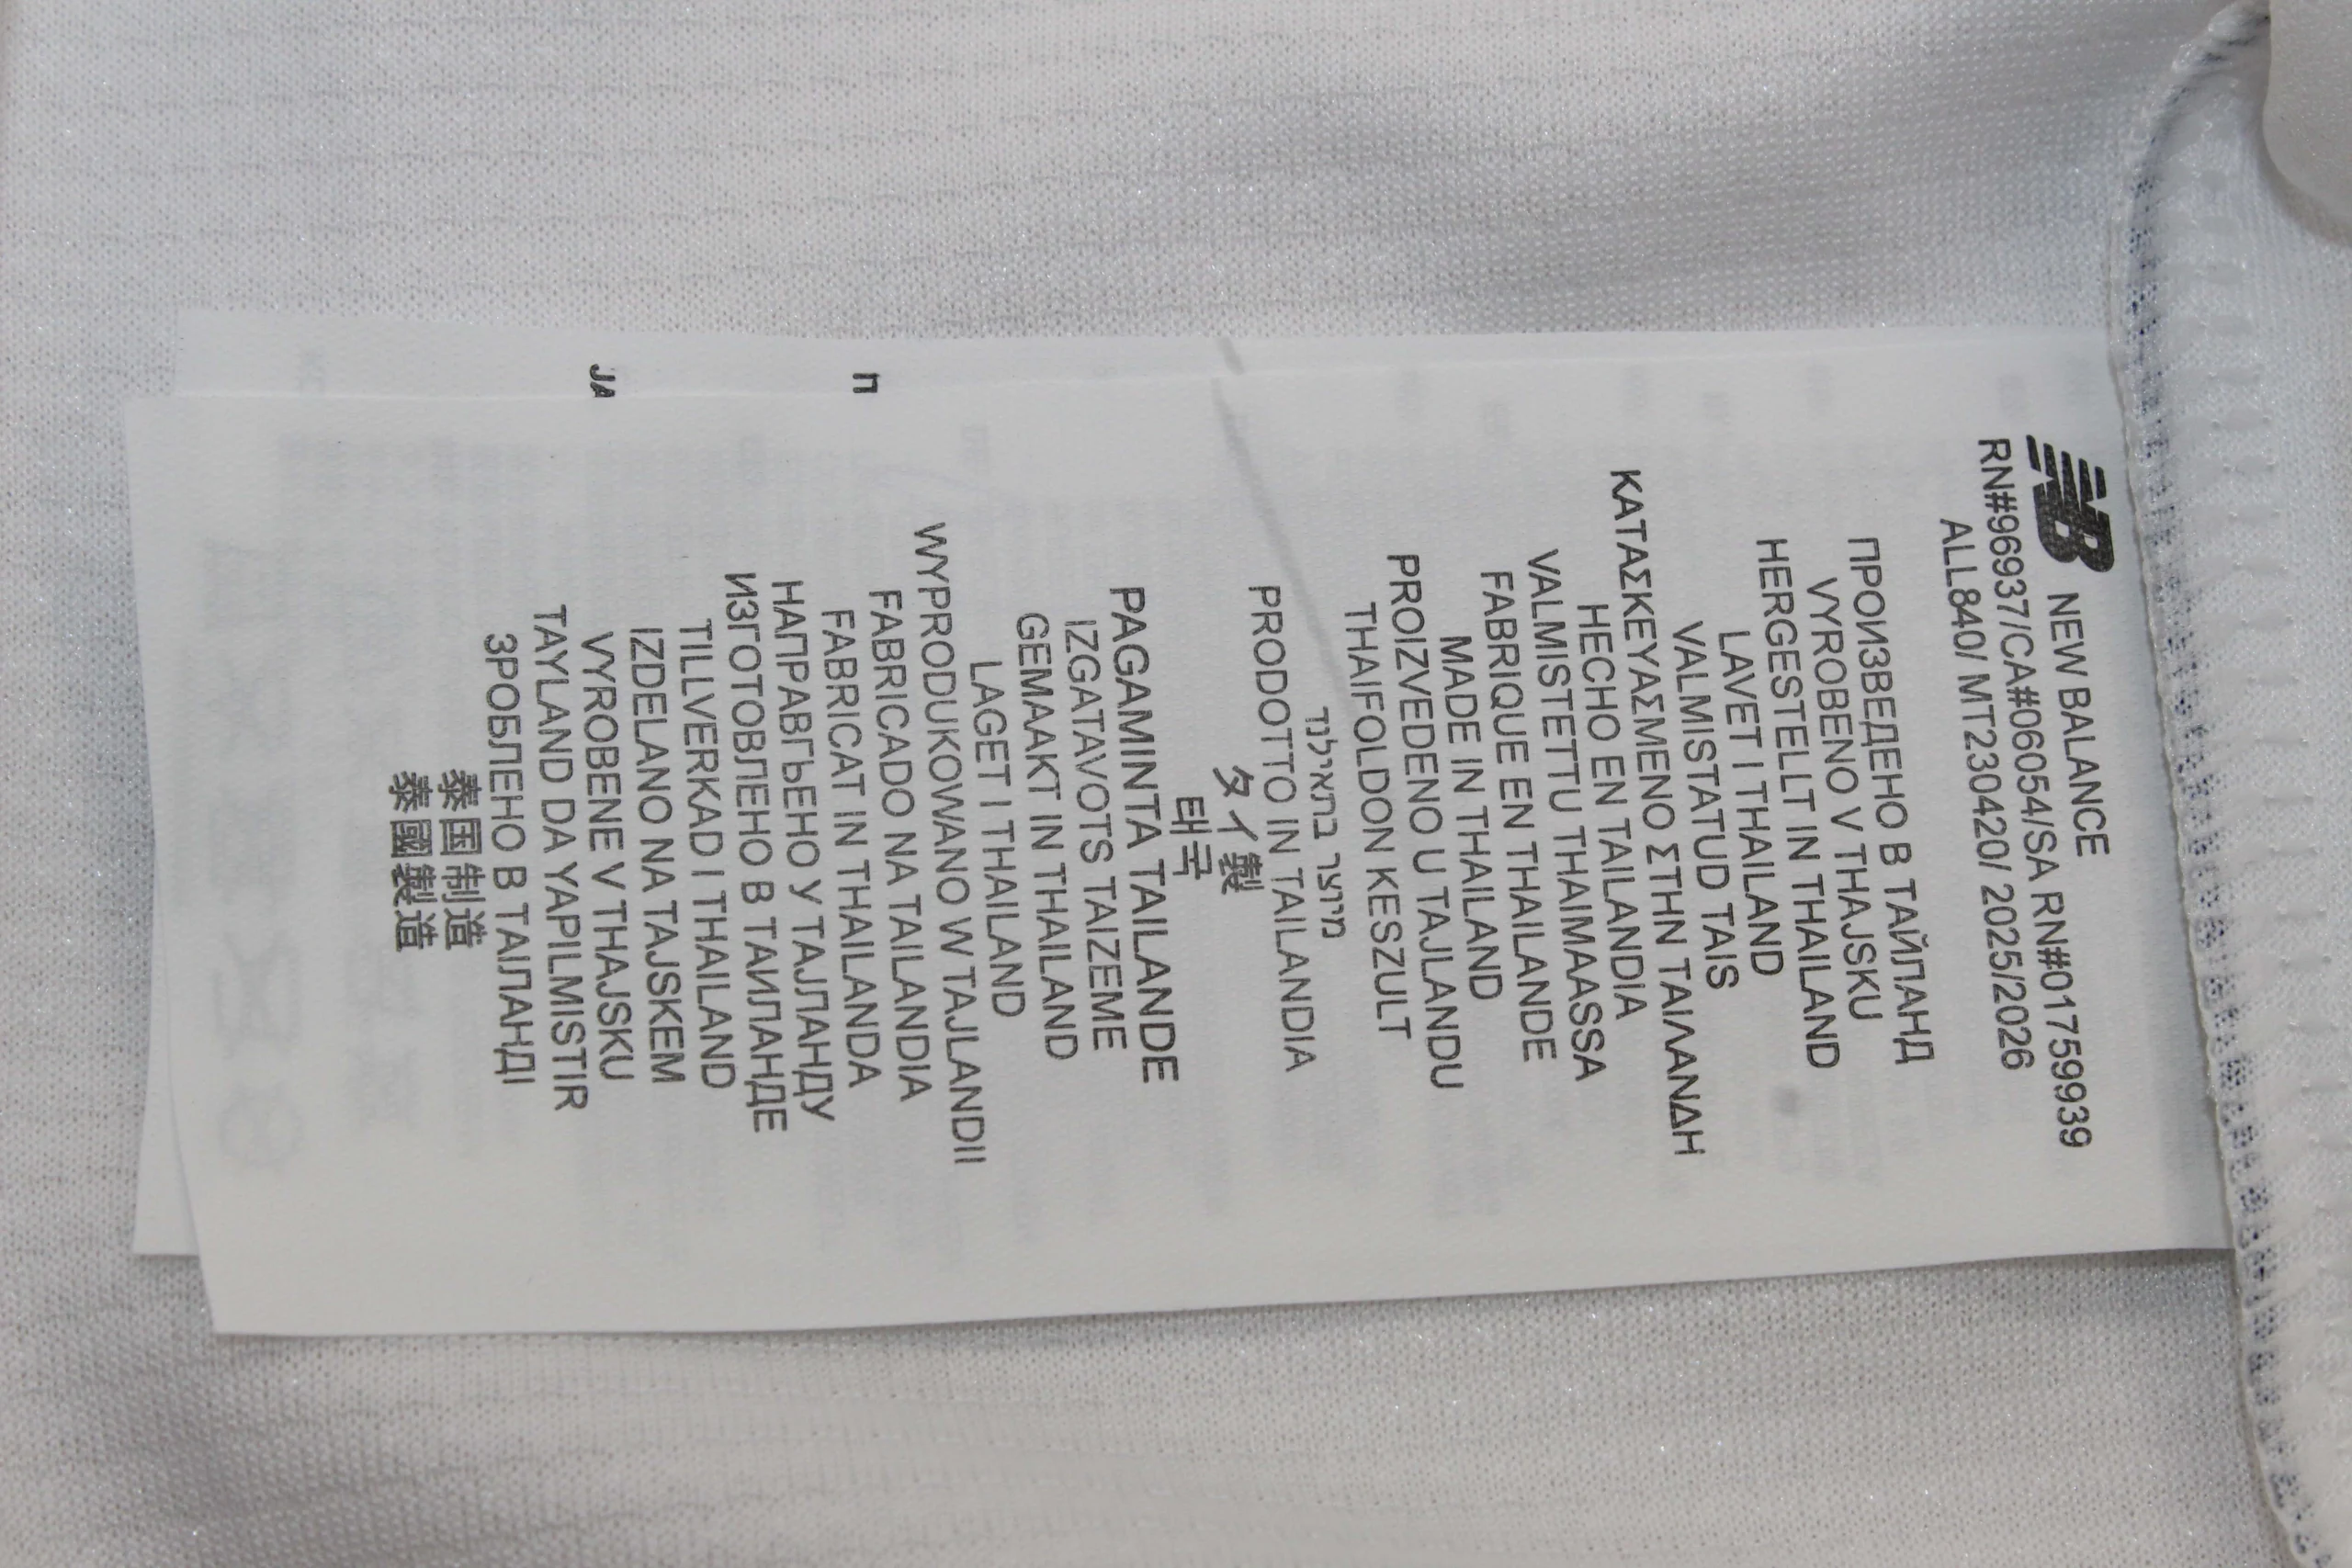 NB NEW BALANCE
RN#96937/CA#06054/SA RN#01759939
ALL840/ MT230420/ 2025/2026
ПРОИЗВЕДЕНО В ТАЙЛАНД
VYROBENO V THAJSKU
HERGESTELLT IN THAILAND
LAVET I THAILAND
VALMISTATUD TAIS
ΚΑΤΑΣΚΕΥΑΣΜΕΝΟ ΣΤΗΝ ΤΑΙΛΑΝΔΗ
HECHO EN TAILANDIA
VALMISTETTU THAIMAASSA
FABRIQUE EN THAILANDE
MADE IN THAILAND
PROIZVEDENO U TAJLANDU
THAIFOLDON KESZULT
מיוצר בתאילנד
PRODOTTO IN TAILANDIA
タイ製
태국
PAGAMINTA TAILANDE
IZGATAVOTS TAIZEME
GEMAAKT IN THAILAND
LAGET I THAILAND
WYPRODUKOWANO W TAJLANDII
FABRICADO NA TAILANDIA
FABRICAT IN THAILANDA
НАПРАВГЬЕНО У ТАЈЛАНДУ
ИЗГОТОВЛЕНО В ТАИЛАНДЕ
TILLVERKAD I THAILAND
IZDELANO NA TAJSKEM
VYROBENE V THAJSKU
TAYLAND DA YAPILMISTIR
ЗРОБЛЕНО В ТАІЛАНДІ
泰国制造
泰國製造